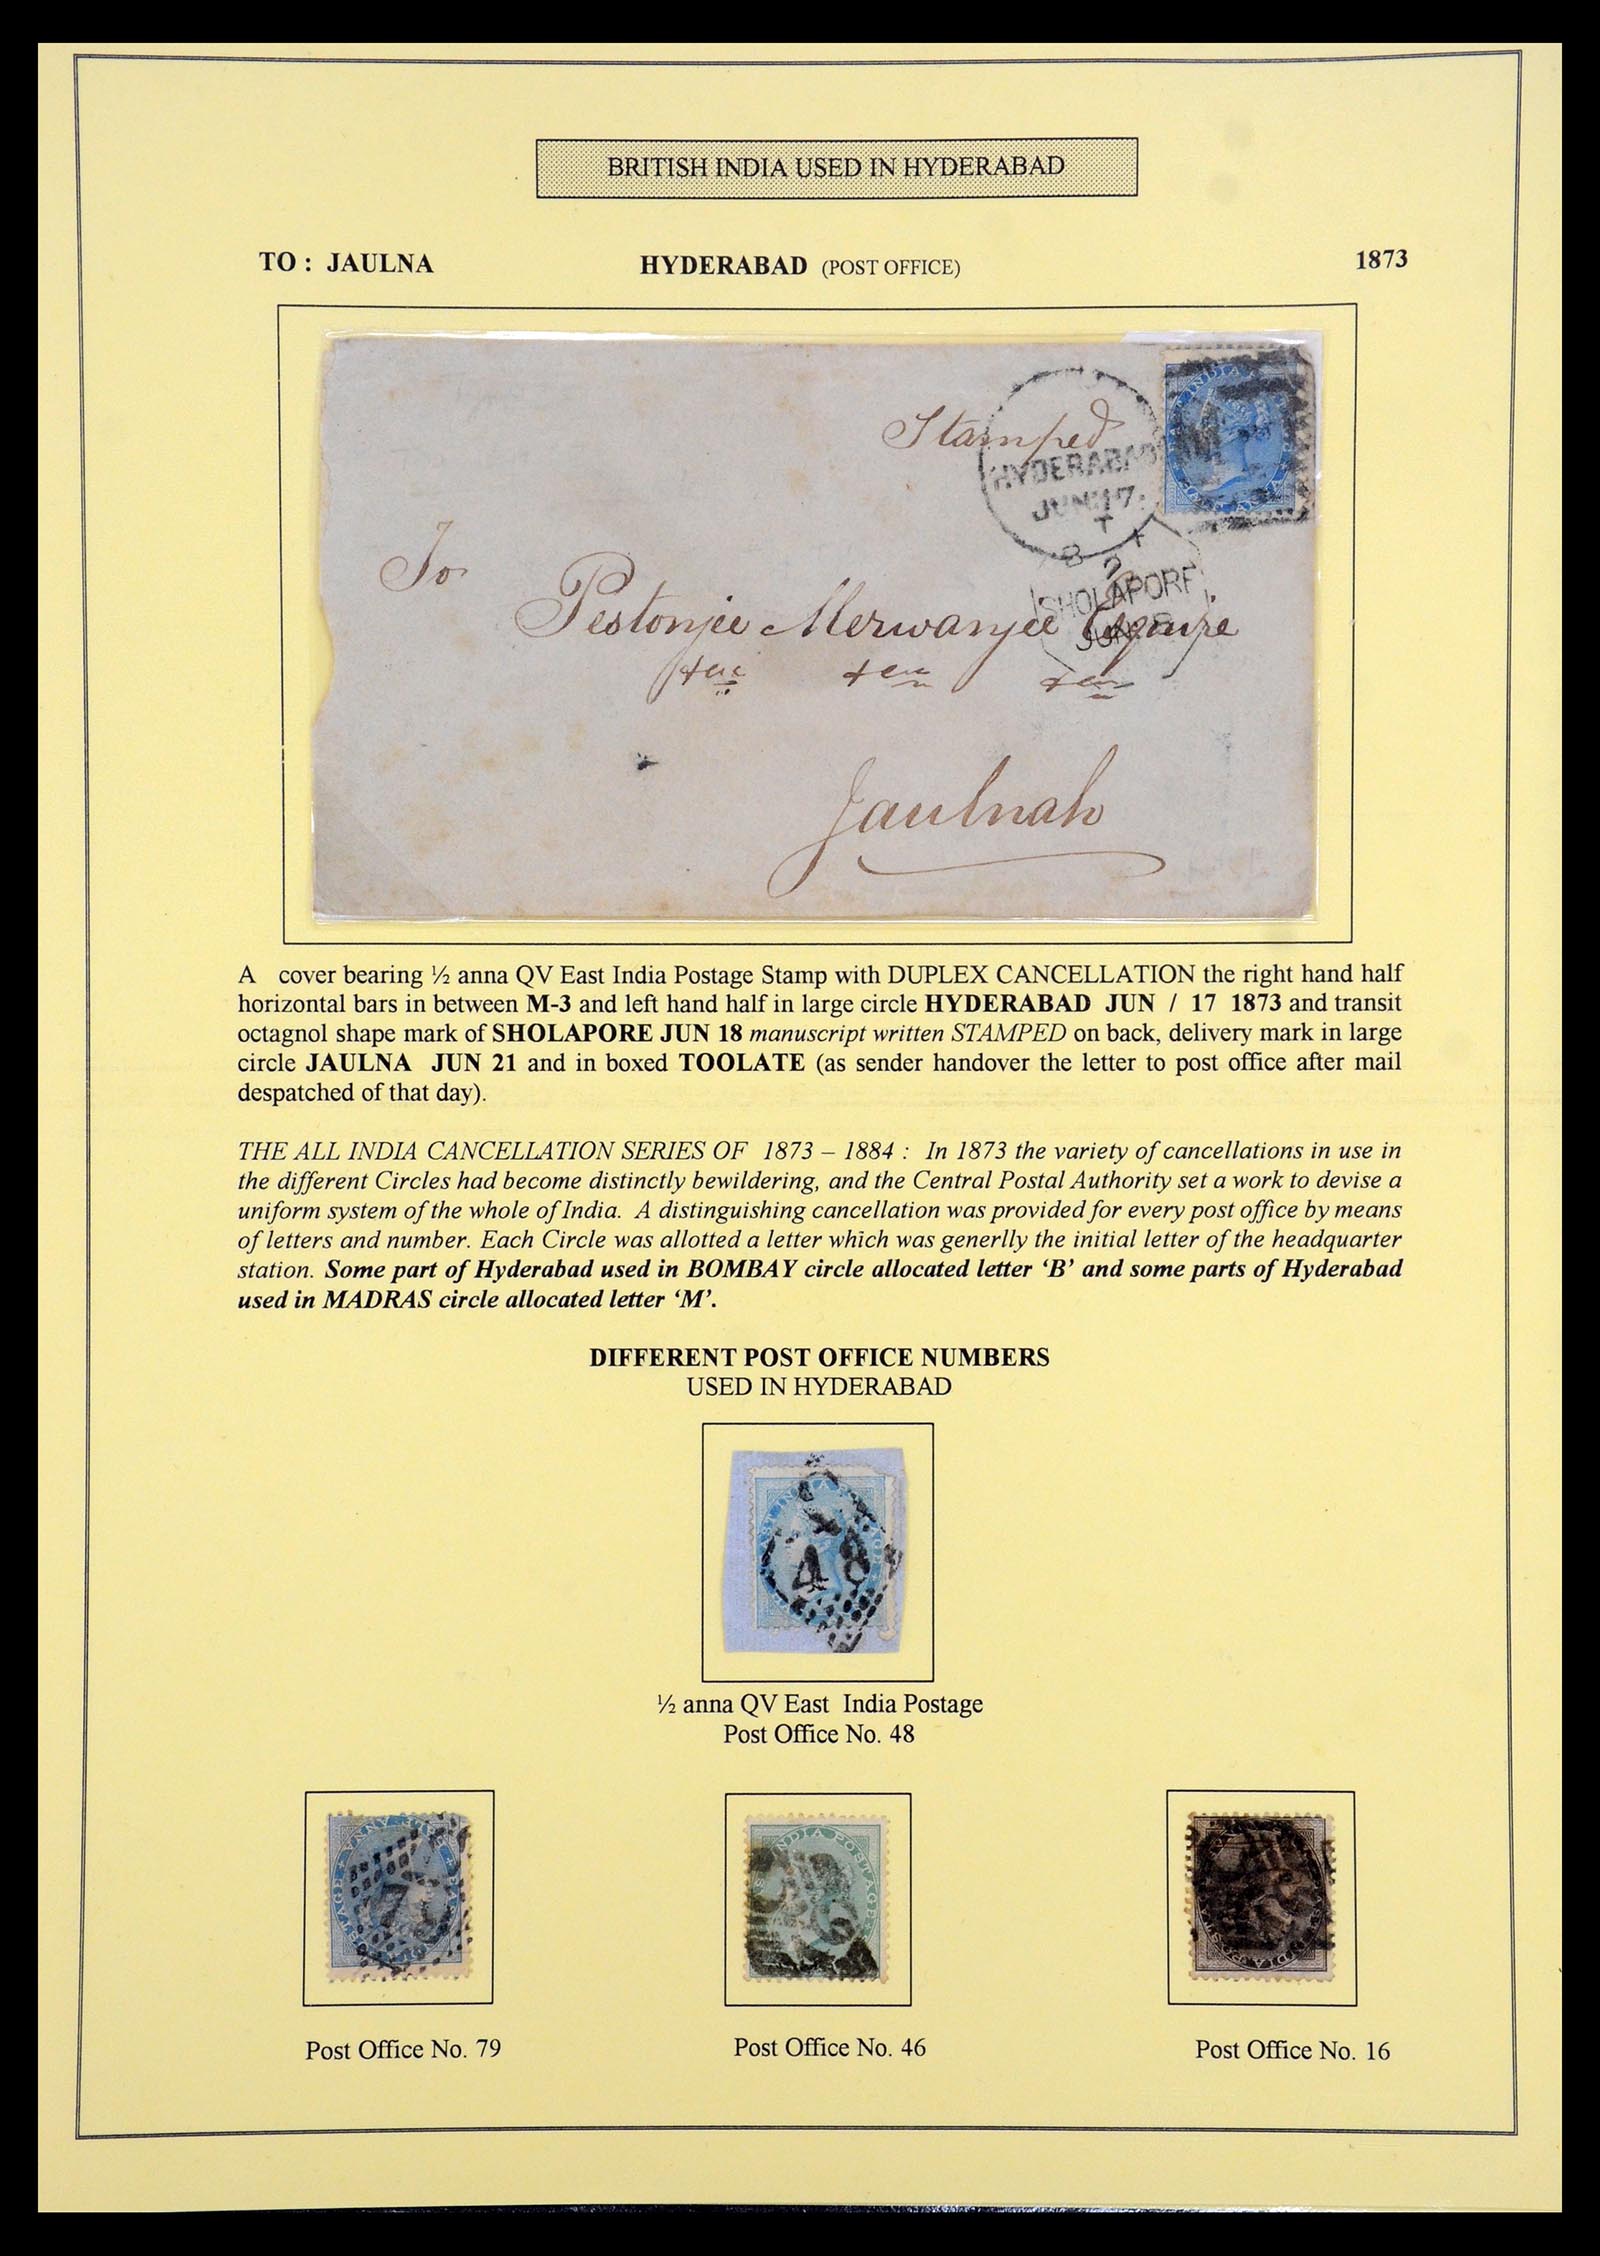 BRITISH INDIA USED IN HYDERABAD
TO : JAULNA HYDERABAD (POST OFFICE) 1873
Stamped
HYDERABAD
JUN 17
T
To
SHOLAPORE
JUN
Pestonjee Merwanjee Esquire
Jaulnah
A cover bearing ½ anna QV East India Postage Stamp with DUPLEX CANCELLATION the right hand half
horizontal bars in between M-3 and left hand half in large circle HYDERABAD JUN / 17 1873 and transit
octagnol shape mark of SHOLAPORE JUN 18 manuscript written STAMPED on back, delivery mark in large
circle JAULNA JUN 21 and in boxed TOOLATE (as sender handover the letter to post office after mail
despatched of that day).
THE ALL INDIA CANCELLATION SERIES OF 1873 – 1884 : In 1873 the variety of cancellations in use in
the different Circles had become distinctly bewildering, and the Central Postal Authority set a work to devise a
uniform system of the whole of India. A distinguishing cancellation was provided for every post office by means
of letters and number. Each Circle was allotted a letter which was generlly the initial letter of the headquarter
station. Some part of Hyderabad used in BOMBAY circle allocated letter ‘B’ and some parts of Hyderabad
used in MADRAS circle allocated letter ‘M’.
DIFFERENT POST OFFICE NUMBERS
USED IN HYDERABAD
48
½ anna QV East India Postage
Post Office No. 48
INDIA POSTAGE
Post Office No. 79 Post Office No. 46 Post Office No. 16